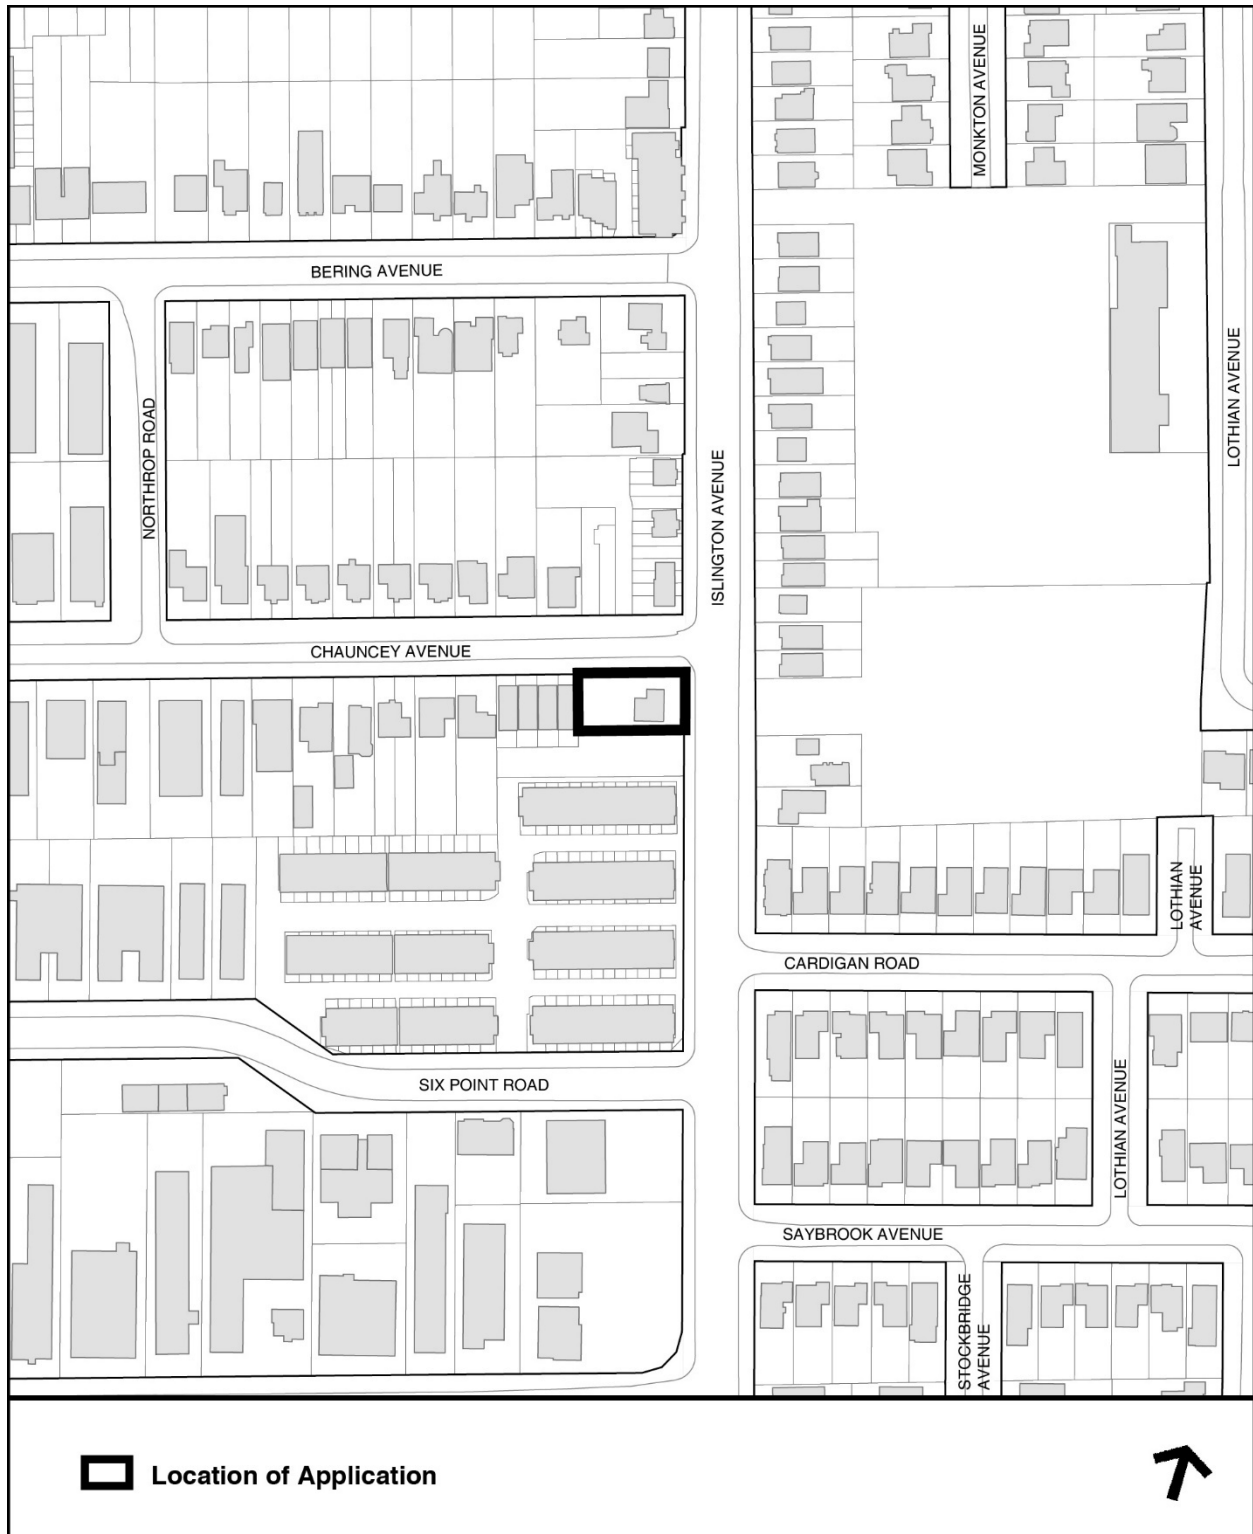 MONKTON AVENUE
BERING AVENUE
LOTHIAN AVENUE
NORTHROP ROAD
ISLINGTON AVENUE
CHAUNCEY AVENUE
LOTHIAN
AVENUE
CARDIGAN ROAD
SIX POINT ROAD
LOTHIAN AVENUE
SAYBROOK AVENUE
STOCKBRIDGE
AVENUE
Location of Application